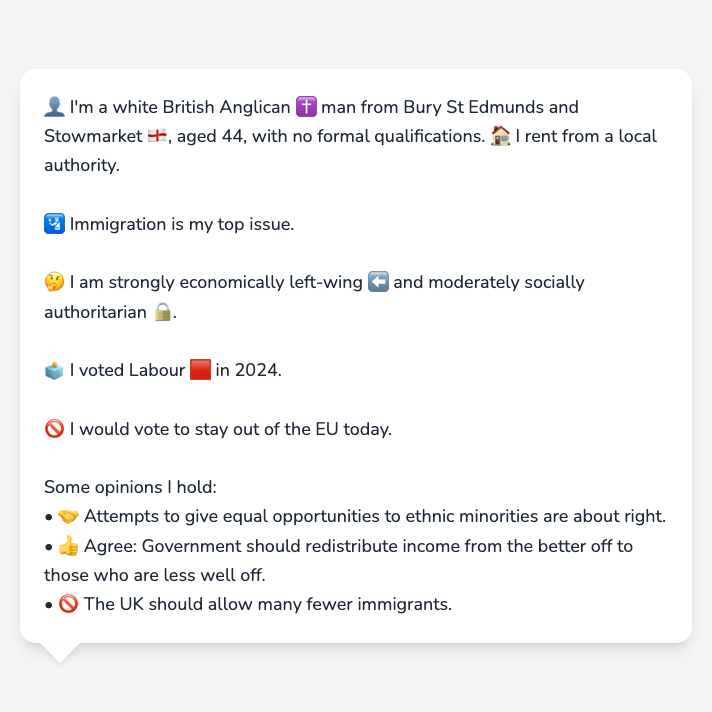 👤 I'm a white British Anglican ✝️ man from Bury St Edmunds and
Stowmarket 🏴󠁧󠁢󠁥󠁮󠁧󠁿, aged 44, with no formal qualifications. 🏠 I rent from a local
authority.
🛂 Immigration is my top issue.
🤔 I am strongly economically left-wing ⬅️ and moderately socially
authoritarian 🔒.
🗳️ I voted Labour 🟥 in 2024.
🚫 I would vote to stay out of the EU today.
Some opinions I hold:
• 🤝 Attempts to give equal opportunities to ethnic minorities are about right.
• 👍 Agree: Government should redistribute income from the better off to
those who are less well off.
• 🚫 The UK should allow many fewer immigrants.